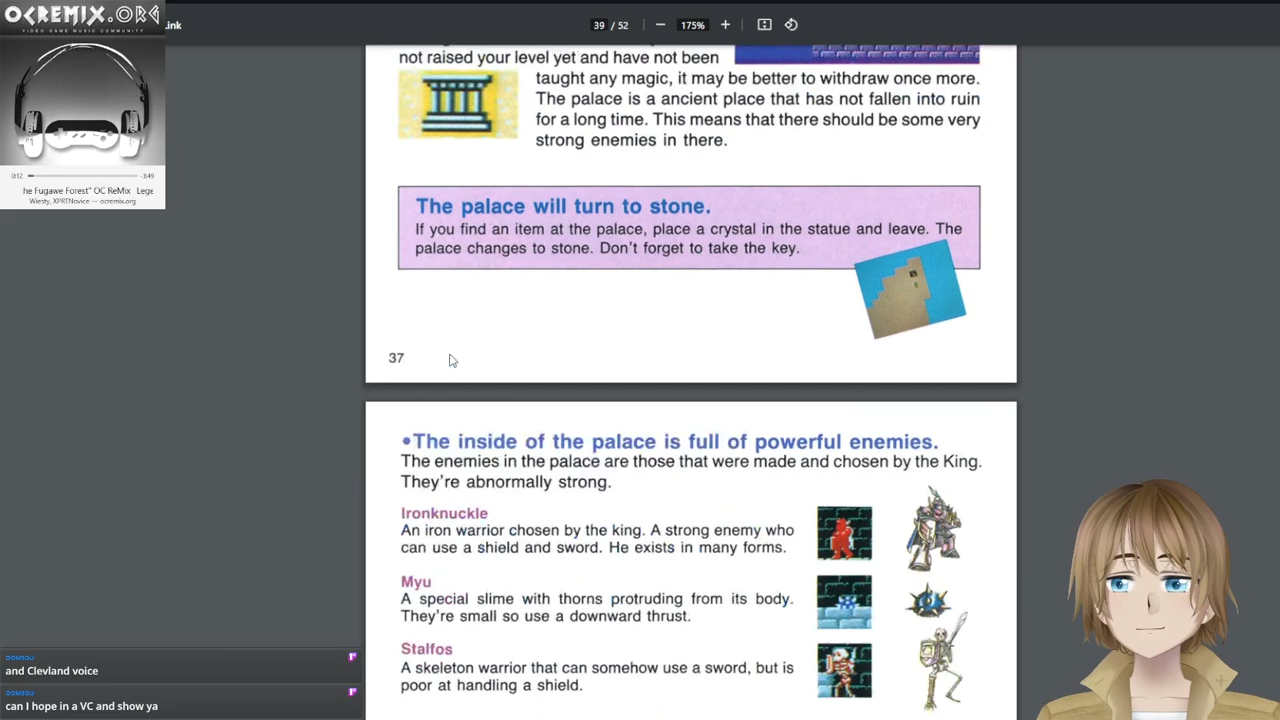 OCREMIX.ORG
VIDEO GAME MUSIC COMMUNITY
ink
39 / 52
175%
not raised your level yet and have not been
taught any magic, it may be better to withdraw once more.
The palace is a ancient place that has not fallen into ruin
for a long time. This means that there should be some very
strong enemies in there.
0:12
-3:49
he Fugawe Forest" OC ReMix Lege
Wiesty, XPRTNovice — ocremix.org
The palace will turn to stone.
If you find an item at the palace, place a crystal in the statue and leave. The
palace changes to stone. Don't forget to take the key.
37
•The inside of the palace is full of powerful enemies.
The enemies in the palace are those that were made and chosen by the King.
They're abnormally strong.
Ironknuckle
An iron warrior chosen by the king. A strong enemy who
can use a shield and sword. He exists in many forms.
Myu
A special slime with thorns protruding from its body.
They're small so use a downward thrust.
Stalfos
A skeleton warrior that can somehow use a sword, but is
poor at handling a shield.
and Clevland voice
can I hope in a VC and show ya